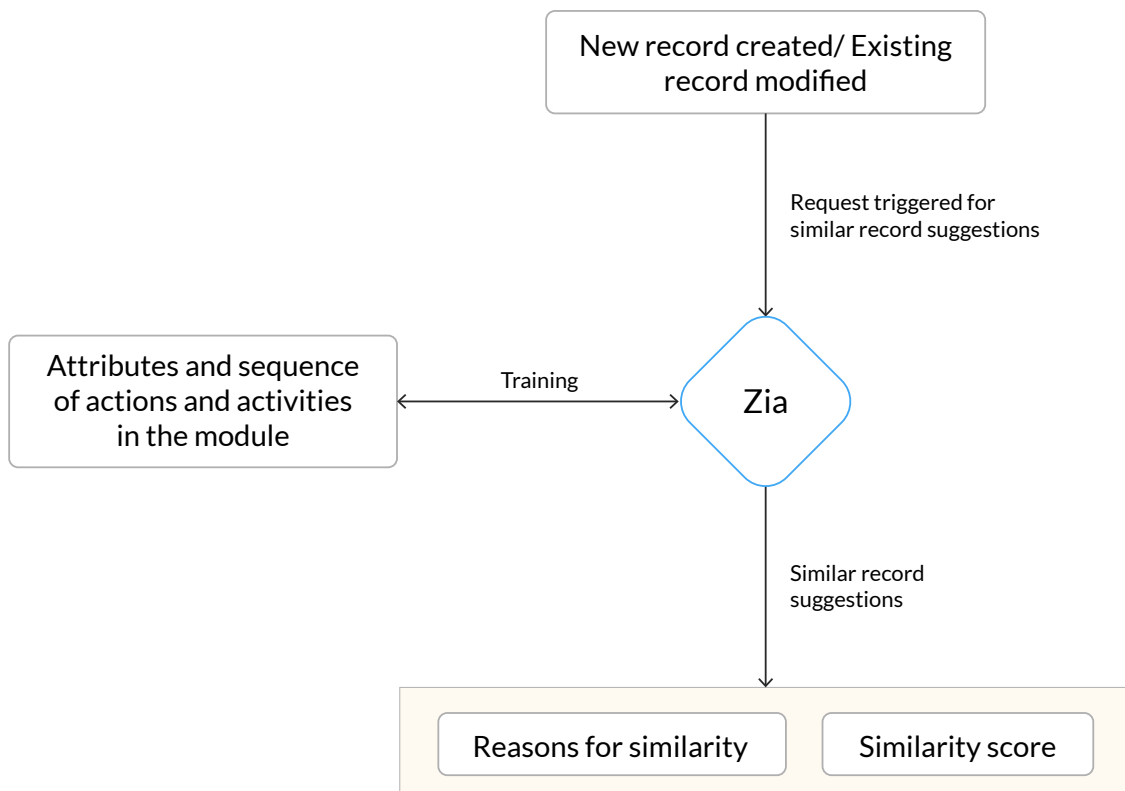 New record created/ Existing
record modified
Request triggered for
similar record suggestions
Attributes and sequence
of actions and activities
in the module
Training
Zia
Similar record
suggestions
Reasons for similarity
Similarity score